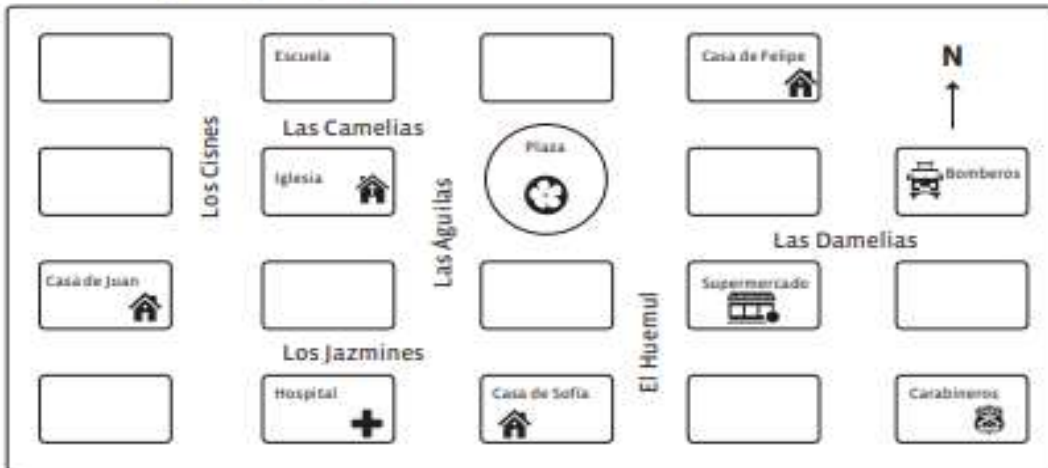 Escuela
Casa de Felipe
N
Las Camelias
Los Cisnes
Iglesia
Plaza
Bomberos
Las Águilas
Las Damelias
Casa de Juan
Supermercado
El Huemul
Los Jazmines
Hospital
Casa de Sofía
Carabineros